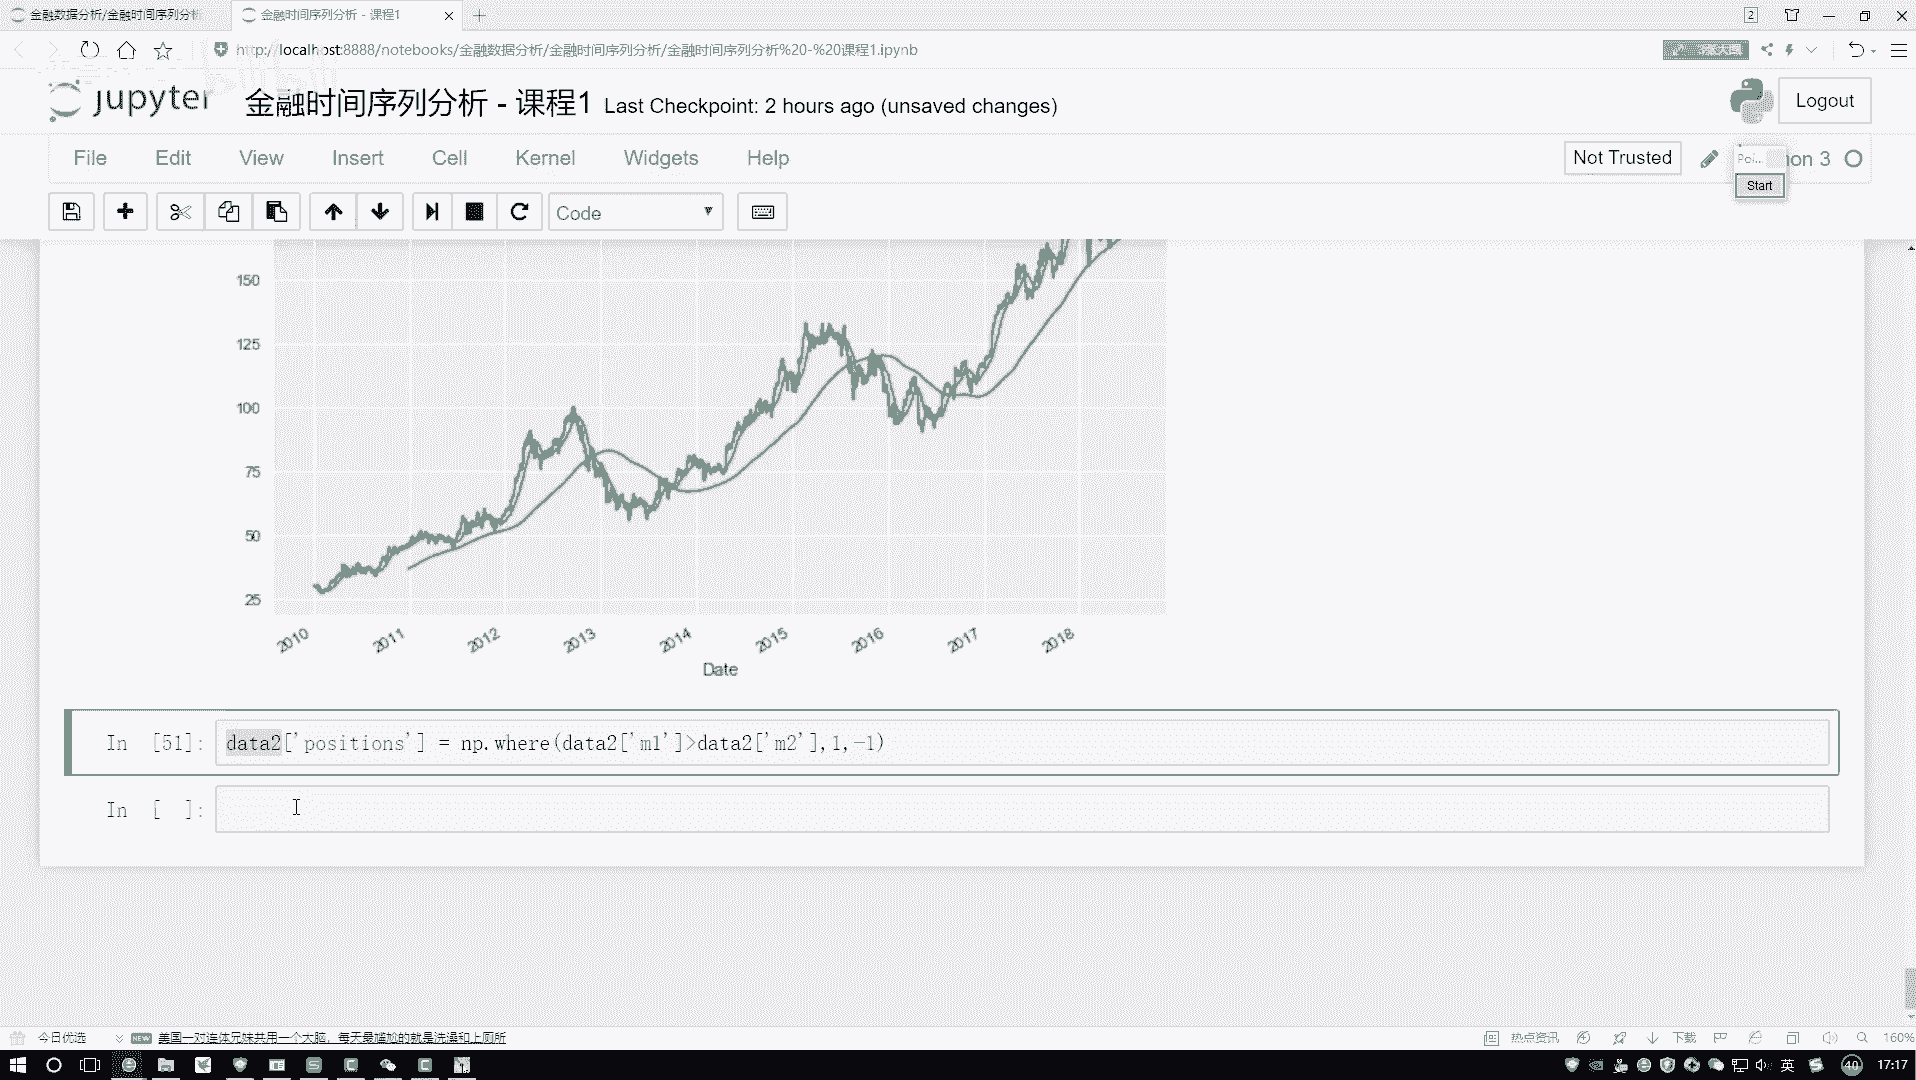 金融数据分析/金融时间序列分析
金融时间序列分析 - 课程1
2
http://localhost:8888/notebooks/金融数据分析/金融时间序列分析/金融时间序列分析%20-%20课程1.ipynb
jupyter
金融时间序列分析 - 课程1
Last Checkpoint: 2 hours ago (unsaved changes)
Logout
File
Edit
View
Insert
Cell
Kernel
Widgets
Help
Not Trusted
Poi...
on 3
Start
Code
150
125
100
75
50
25
2010
2011
2012
2013
2014
2015
2016
2017
2018
Date
In [51]:
data2['positions'] = np.where(data2['m1']>data2['m2'],1,-1)
In [ ]:
今日优选
NEW
美国一对连体兄妹共用一个大脑，每天最尴尬的就是洗澡和上厕所
热点资讯
下载
160%
英
40
17:17